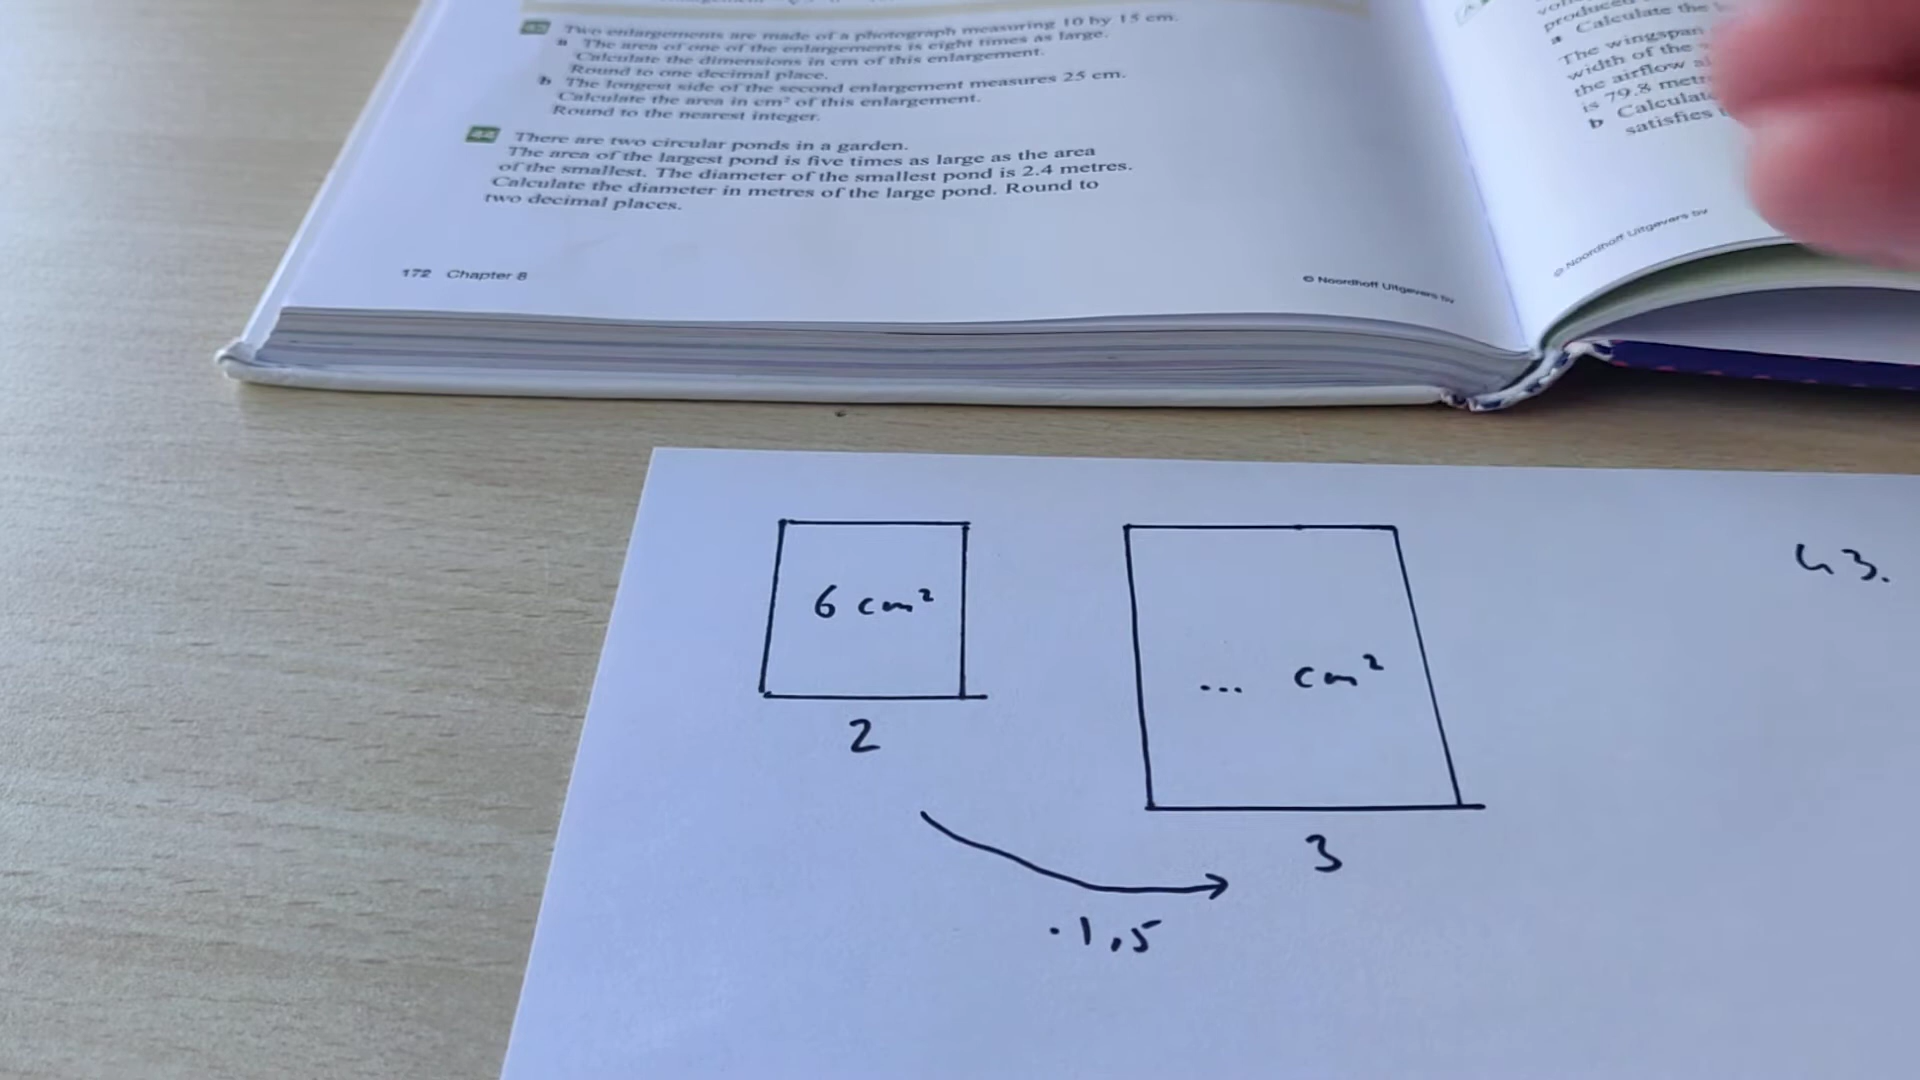 43 Two enlargements are made of a photograph measuring 10 by 15 cm.
a The area of one of the enlargements is eight times as large.
Calculate the dimensions in cm of this enlargement.
Round to one decimal place.
b The longest side of the second enlargement measures 25 cm.
Calculate the area in cm² of this enlargement.
Round to the nearest integer.
44 There are two circular ponds in a garden.
The area of the largest pond is five times as large as the area
of the smallest. The diameter of the smallest pond is 2.4 metres.
Calculate the diameter in metres of the large pond. Round to
two decimal places.
172 Chapter 8
© Noordhoff Uitgevers bv
produced
a Calculate the
The wingspan
width of the
the airflow
is 79.8 metr
b Calculate
satisfies
© Noordhoff Uitgevers bv
6 cm²
2
... cm²
3
.1,5
43.